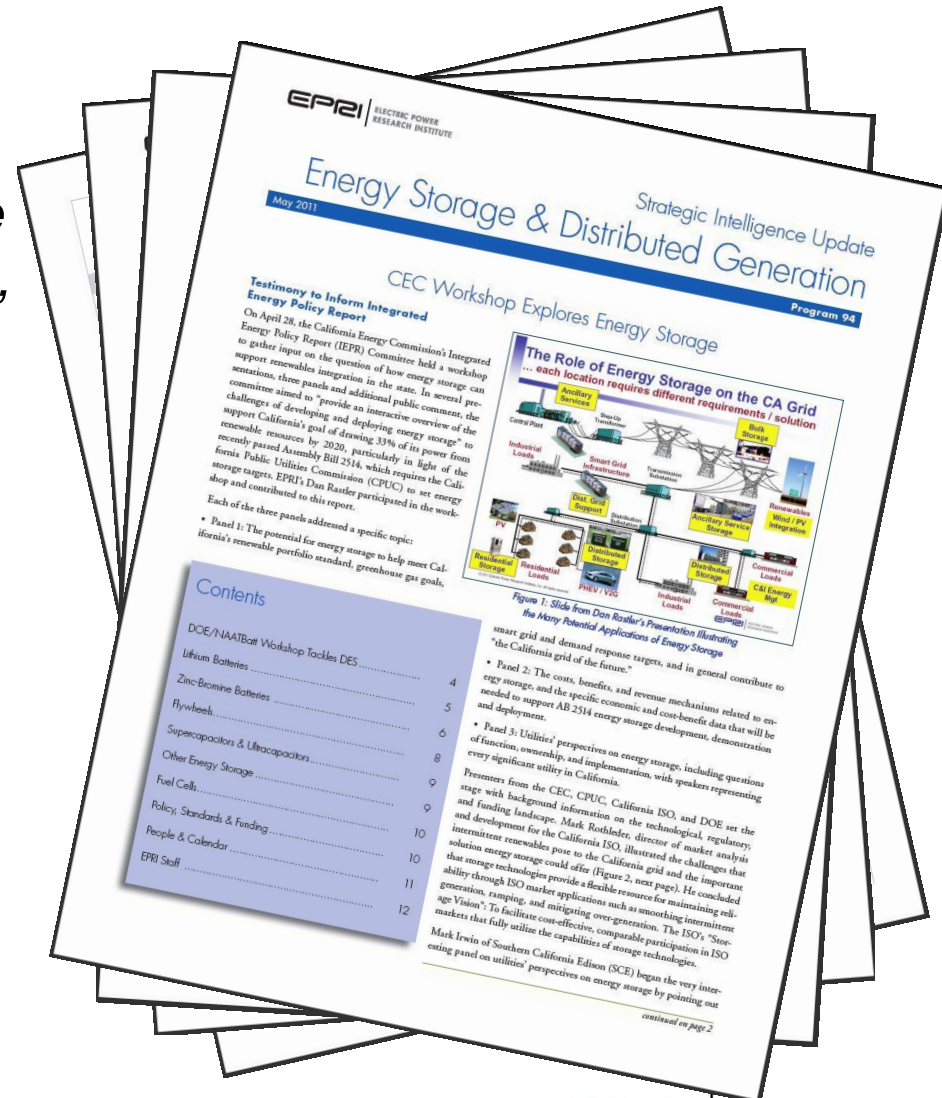 e
,
EPRI
ELECTRIC POWER
RESEARCH INSTITUTE
Strategic Intelligence Update
Energy Storage & Distributed Generation
May 2011
Program 94
CEC Workshop Explores Energy Storage
Testimony to Inform Integrated
Energy Policy Report
On April 28, the California Energy Commission's Integrated
Energy Policy Report (IEPR) Committee held a workshop
to gather input on the question of how energy storage can
support renewables integration in the state. In several pre-
sentations, three panels and additional public comment, the
committee aimed to "provide an interactive overview of the
challenges of developing and deploying energy storage" to
support California's goal of drawing 33% of its power from
renewable resources by 2020, particularly in light of the
recently passed Assembly Bill 2514, which requires the Cali-
fornia Public Utilities Commission (CPUC) to set energy
storage targets. EPRI's Dan Rastler participated in the work-
shop and contributed to this report.
Each of the three panels addressed a specific topic:
• Panel 1: The potential for energy storage to help meet Cal-
ifornia's renewable portfolio standard, greenhouse gas goals,
The Role of Energy Storage on the CA Grid
... each location requires different requirements / solution
Ancillary
Services
Central Plant
Step-Up
Transformer
Bulk
Storage
Industrial
Loads
Smart Grid
Infrastructure
Transmission
Substation
Renewables
Wind / PV
Integration
Dist. Grid
Support
Distribution
Substation
Ancillary Service
Storage
PV
Residential
Storage
Residential
Loads
Distributed
Storage
PHEV / V2G
Distributed
Storage
Commercial
Loads
C&I Energy
Mgt
Industrial
Loads
Commercial
Loads
EPRI
ELECTRIC POWER
RESEARCH INSTITUTE
Figure 1: Slide from Dan Rastler's Presentation Illustrating
the Many Potential Applications of Energy Storage
Contents
DOE/NAATBatt Workshop Tackles DES 4
Lithium Batteries 5
Zinc-Bromine Batteries 6
Flywheels 8
Supercapacitors & Ultracapacitors 9
Other Energy Storage 9
Fuel Cells 10
Policy, Standards & Funding 10
People & Calendar 11
EPRI Staff 12
smart grid and demand response targets, and in general contribute to
"the California grid of the future."
• Panel 2: The costs, benefits, and revenue mechanisms related to en-
ergy storage, and the specific economic and cost-benefit data that will be
needed to support AB 2514 energy storage development, demonstration
and deployment.
• Panel 3: Utilities' perspectives on energy storage, including questions
of function, ownership, and implementation, with speakers representing
every significant utility in California.
Presenters from the CEC, CPUC, California ISO, and DOE set the
stage with background information on the technological, regulatory,
and funding landscape. Mark Rothleder, director of market analysis
and development for the California ISO, illustrated the challenges that
intermittent renewables pose to the California grid and the important
solution energy storage could offer (Figure 2, next page). He concluded
that storage technologies provide a flexible resource for maintaining reli-
ability through ISO market applications such as smoothing intermittent
generation, ramping, and mitigating over-generation. The ISO's "Stor-
age Vision": To facilitate cost-effective, comparable participation in ISO
markets that fully utilize the capabilities of storage technologies.
Mark Irwin of Southern California Edison (SCE) began the very inter-
esting panel on utilities' perspectives on energy storage by pointing out
continued on page 2